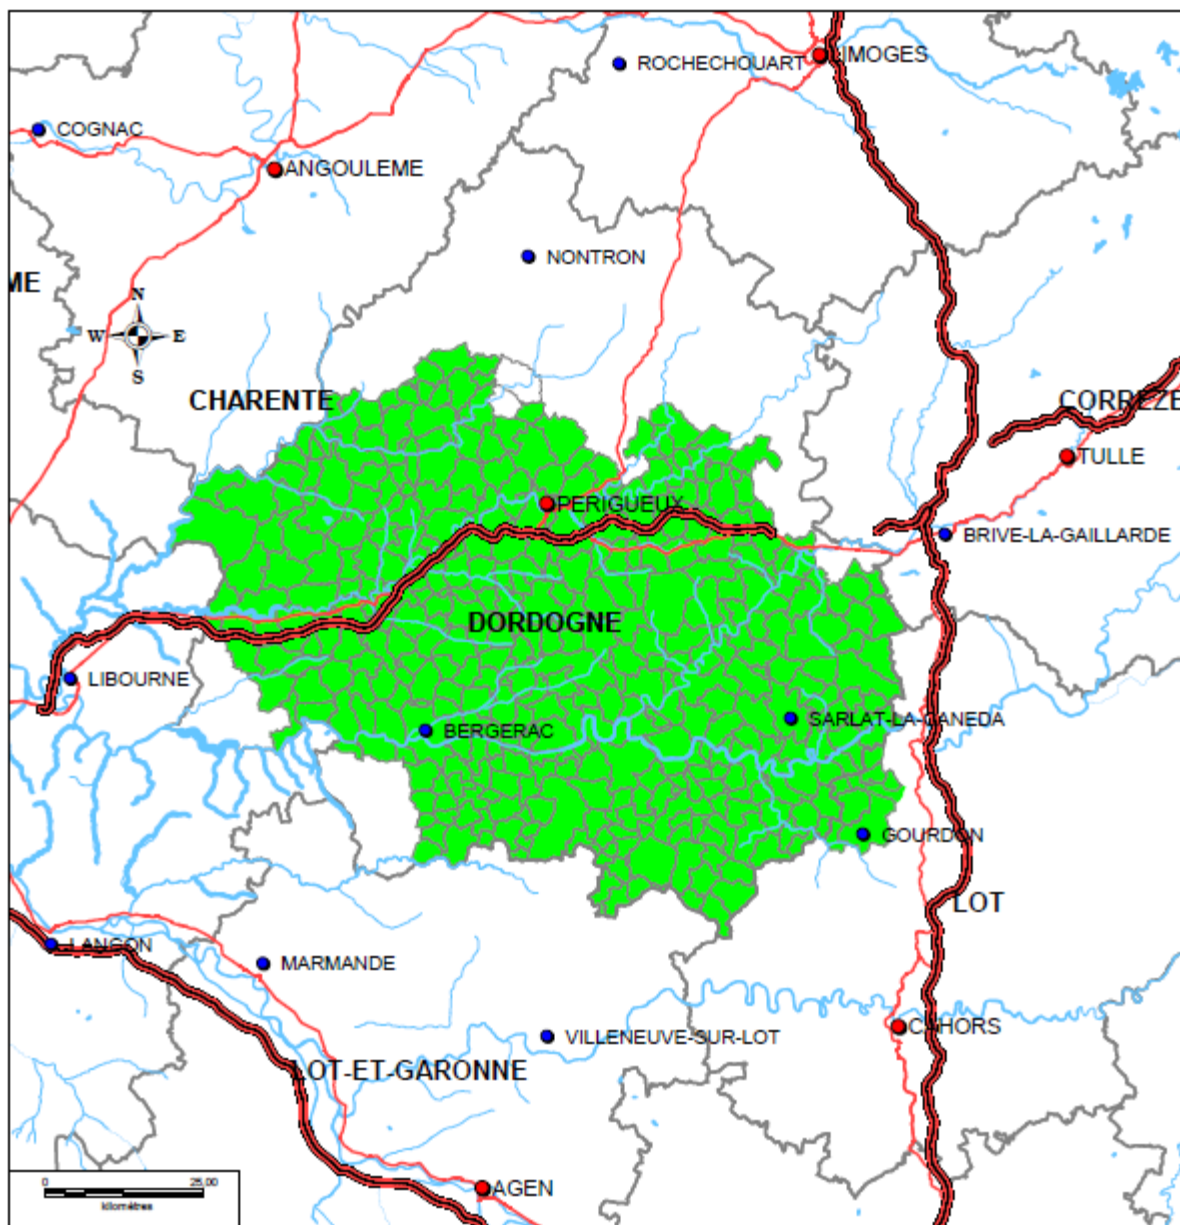 ROCHECHOUART
LIMOGES
COGNAC
ANGOULEME
NONTRON
ME
N
W
E
S
CHARENTE
CORREZE
TULLE
PERIGUEUX
BRIVE-LA-GAILLARDE
DORDOGNE
LIBOURNE
SARLAT-LA-CANEDA
BERGERAC
GOURDON
LOT
LANGON
MARMANDE
CAHORS
VILLENEUVE-SUR-LOT
LOT-ET-GARONNE
0 25,00
kilomètres
AGEN